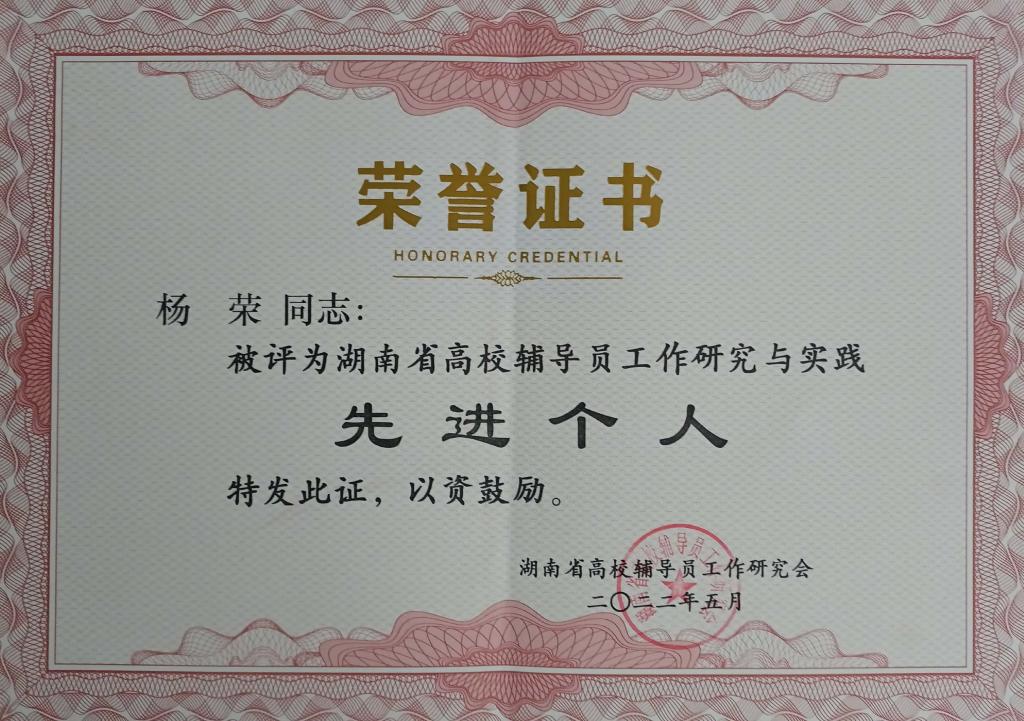 荣誉证书
HONORARY CREDENTIAL
杨 荣 同志:
被评为湖南省高校辅导员工作研究与实践
先进个人
特发此证，以资鼓励。
湖南省高校辅导员工作研究会
二〇二二年五月